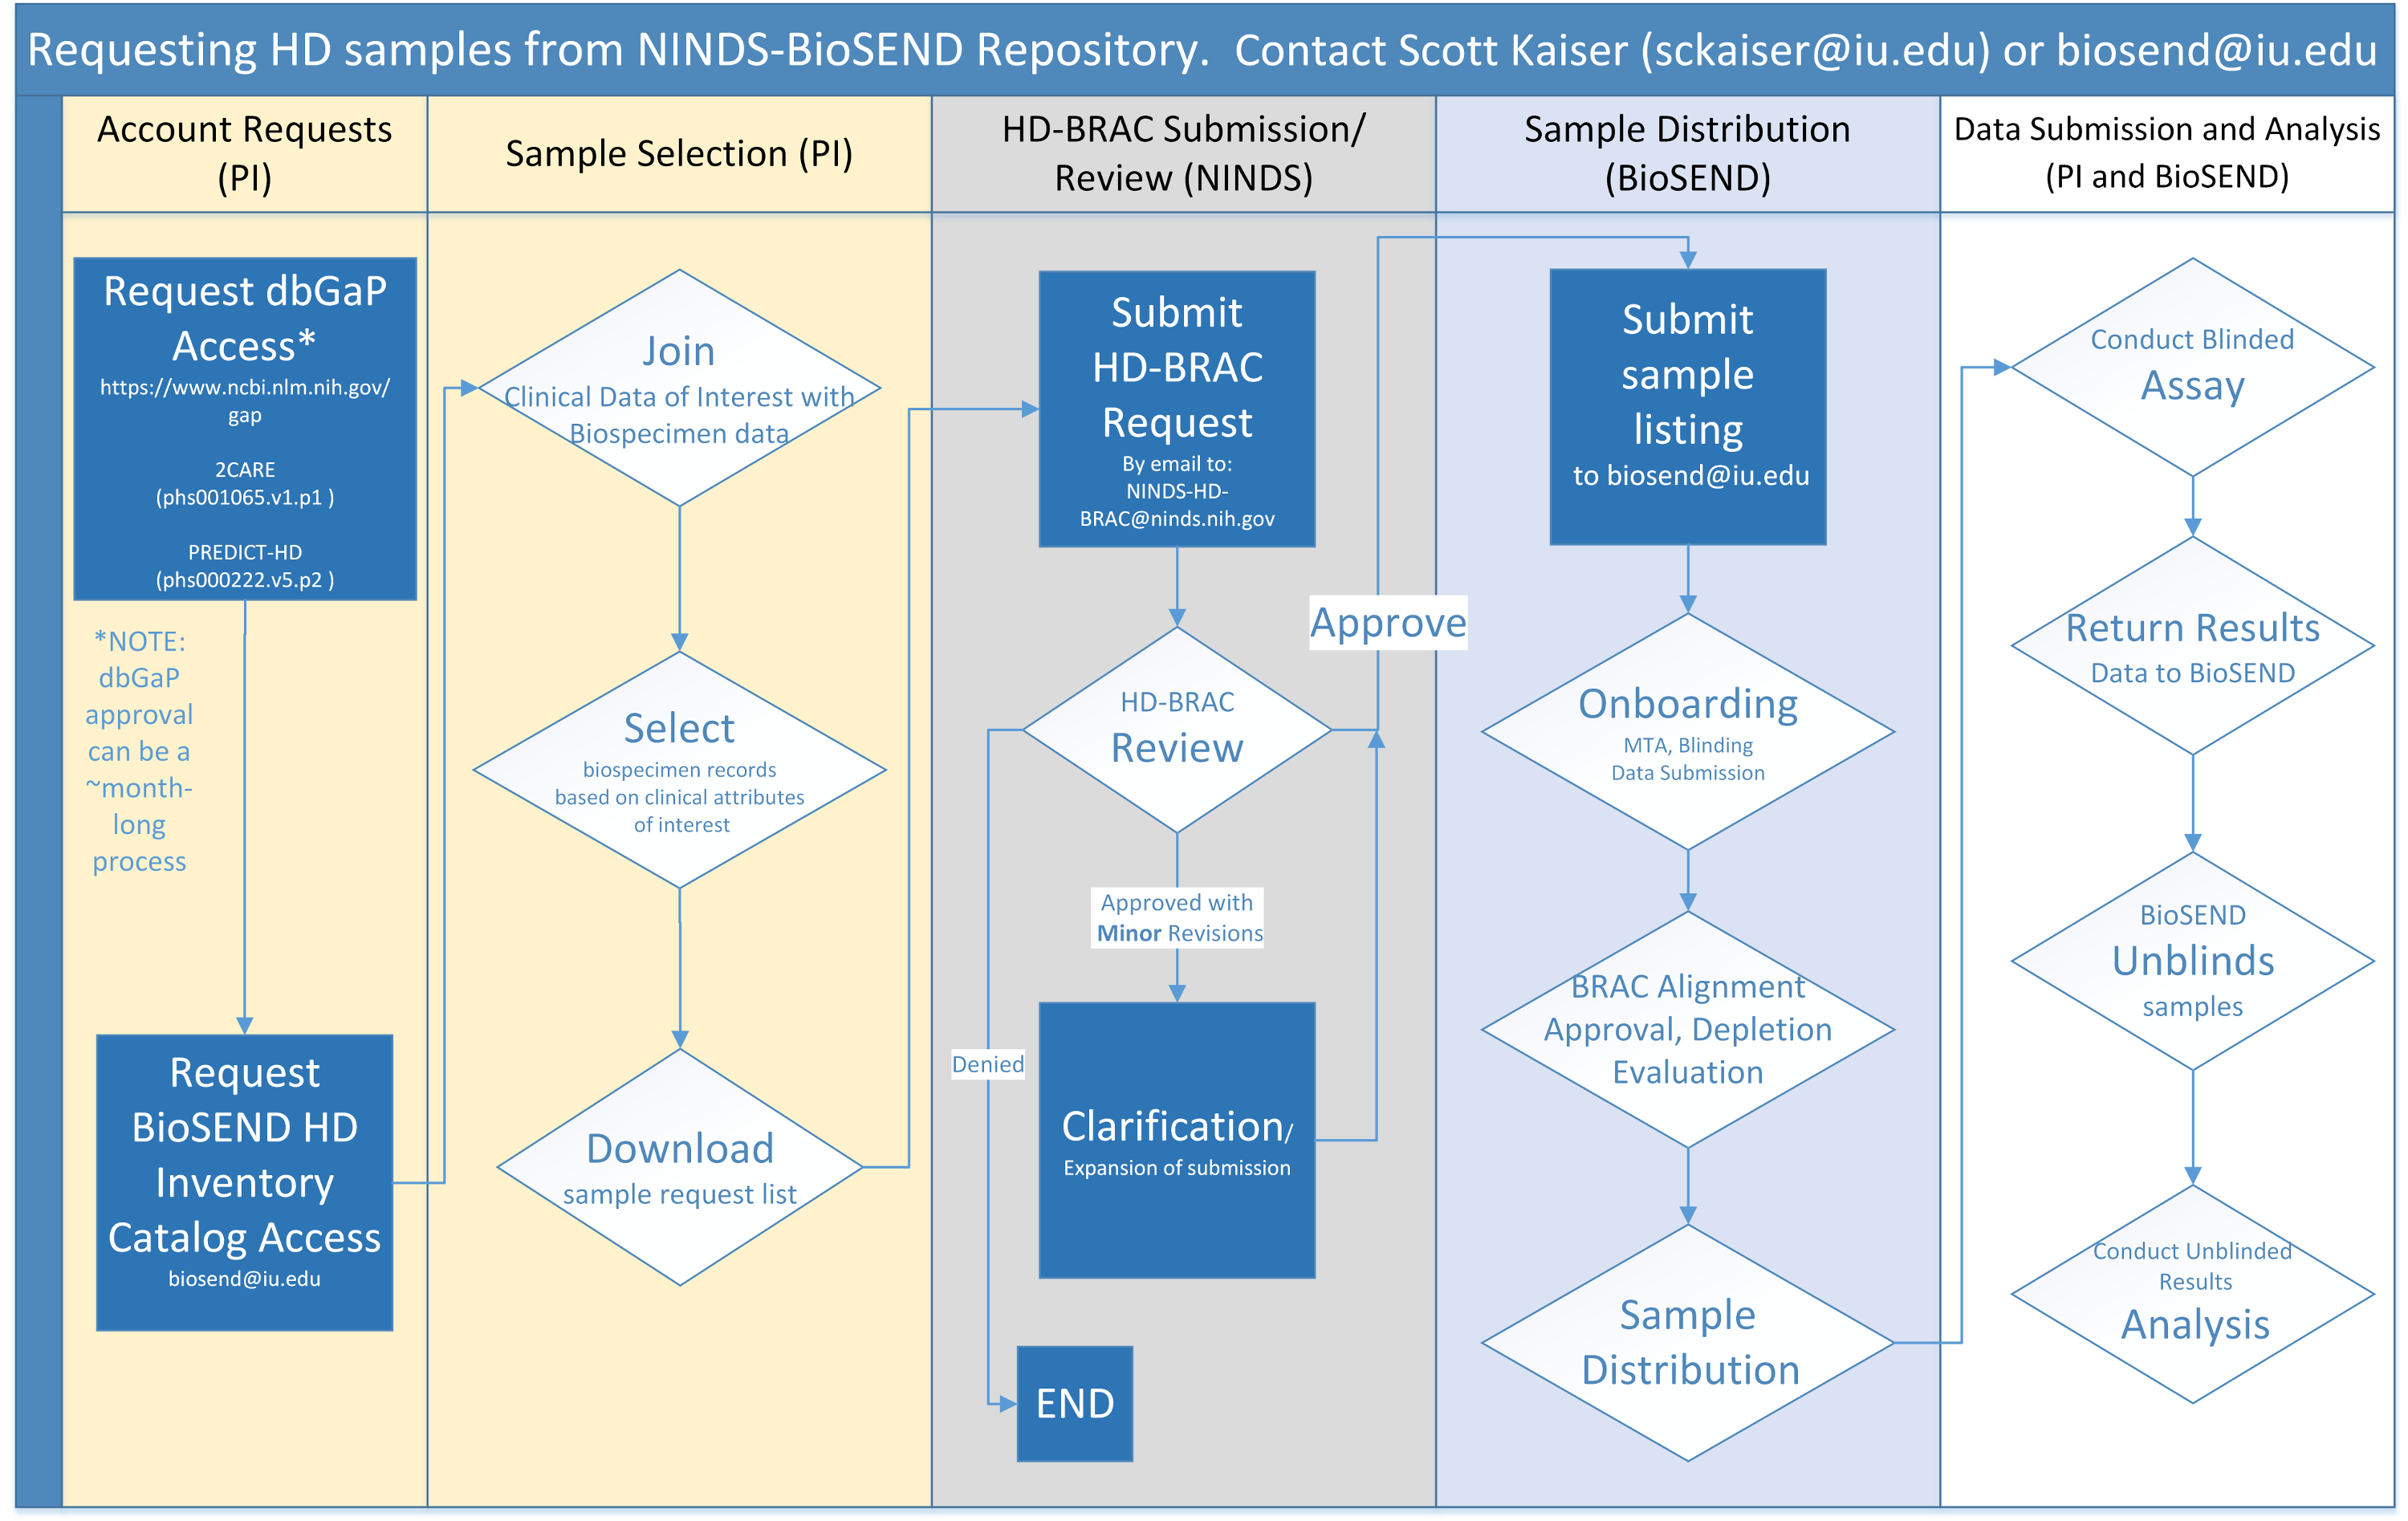 Requesting HD samples from NINDS-BioSEND Repository.  Contact Scott Kaiser (sckaiser@iu.edu) or biosend@iu.edu
Account Requests
(PI)
Sample Selection (PI)
HD-BRAC Submission/
Review (NINDS)
Sample Distribution
(BioSEND)
Data Submission and Analysis
(PI and BioSEND)
Request dbGaP
Access*
https://www.ncbi.nlm.nih.gov/
gap
2CARE
(phs001065.v1.p1 )
PREDICT-HD
(phs000222.v5.p2 )
*NOTE:
dbGaP
approval
can be a
~month-
long
process
Request
BioSEND HD
Inventory
Catalog Access
biosend@iu.edu
Join
Clinical Data of Interest with
Biospecimen data
Select
biospecimen records
based on clinical attributes
of interest
Download
sample request list
Submit
HD-BRAC
Request
By email to:
NINDS-HD-
BRAC@ninds.nih.gov
HD-BRAC
Review
Approve
Approved with
Minor Revisions
Denied
Clarification/
Expansion of submission
END
Submit
sample
listing
to biosend@iu.edu
Onboarding
MTA, Blinding
Data Submission
BRAC Alignment
Approval, Depletion
Evaluation
Sample
Distribution
Conduct Blinded
Assay
Return Results
Data to BioSEND
BioSEND
Unblinds
samples
Conduct Unblinded
Results
Analysis